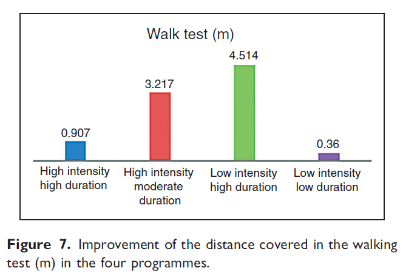 Walk test (m)
4.514
3.217
0.907
0.36
High intensity High intensity Low intensity Low intensity
high duration moderate high duration low duration
duration
Figure 7. Improvement of the distance covered in the walking
test (m) in the four programmes.